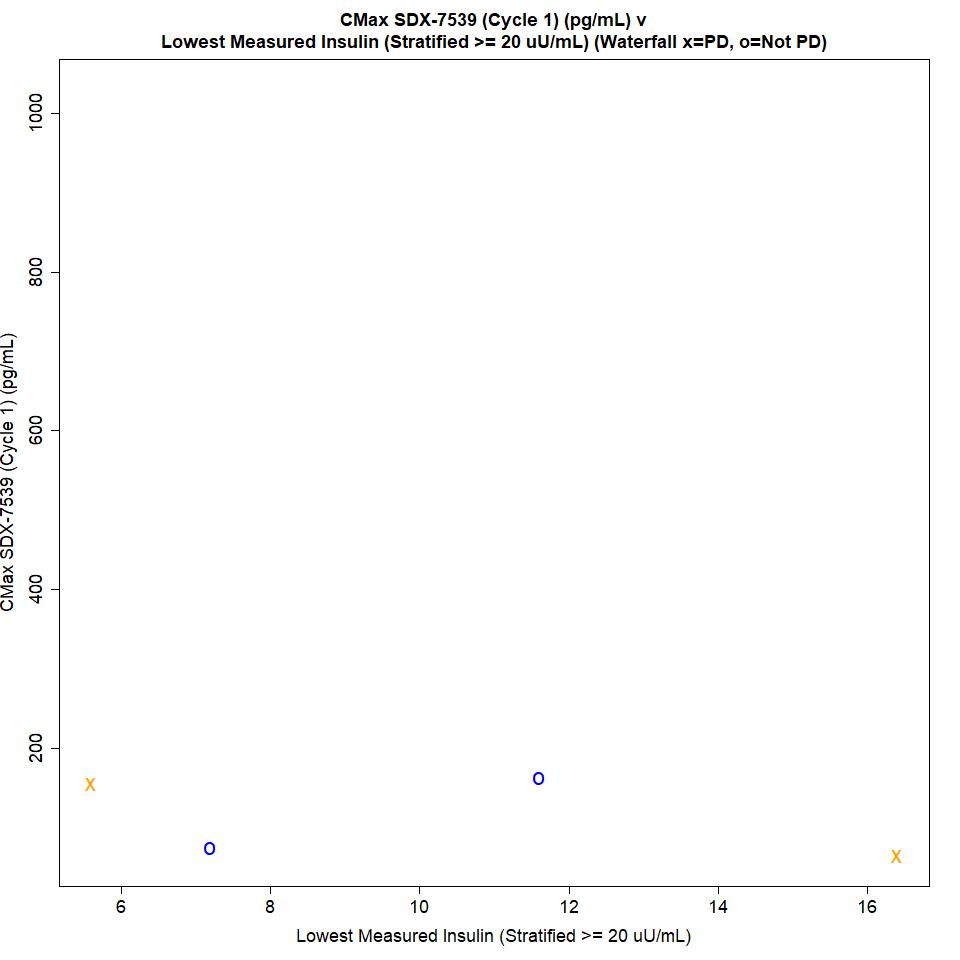 CMax SDX-7539 (Cycle 1) (pg/mL) v
Lowest Measured Insulin (Stratified >= 20 uU/mL) (Waterfall x=PD, o=Not PD)
CMax SDX-7539 (Cycle 1) (pg/mL)
1000
800
600
400
200
X
O
O
X
6
8
10
12
14
16
Lowest Measured Insulin (Stratified >= 20 uU/mL)